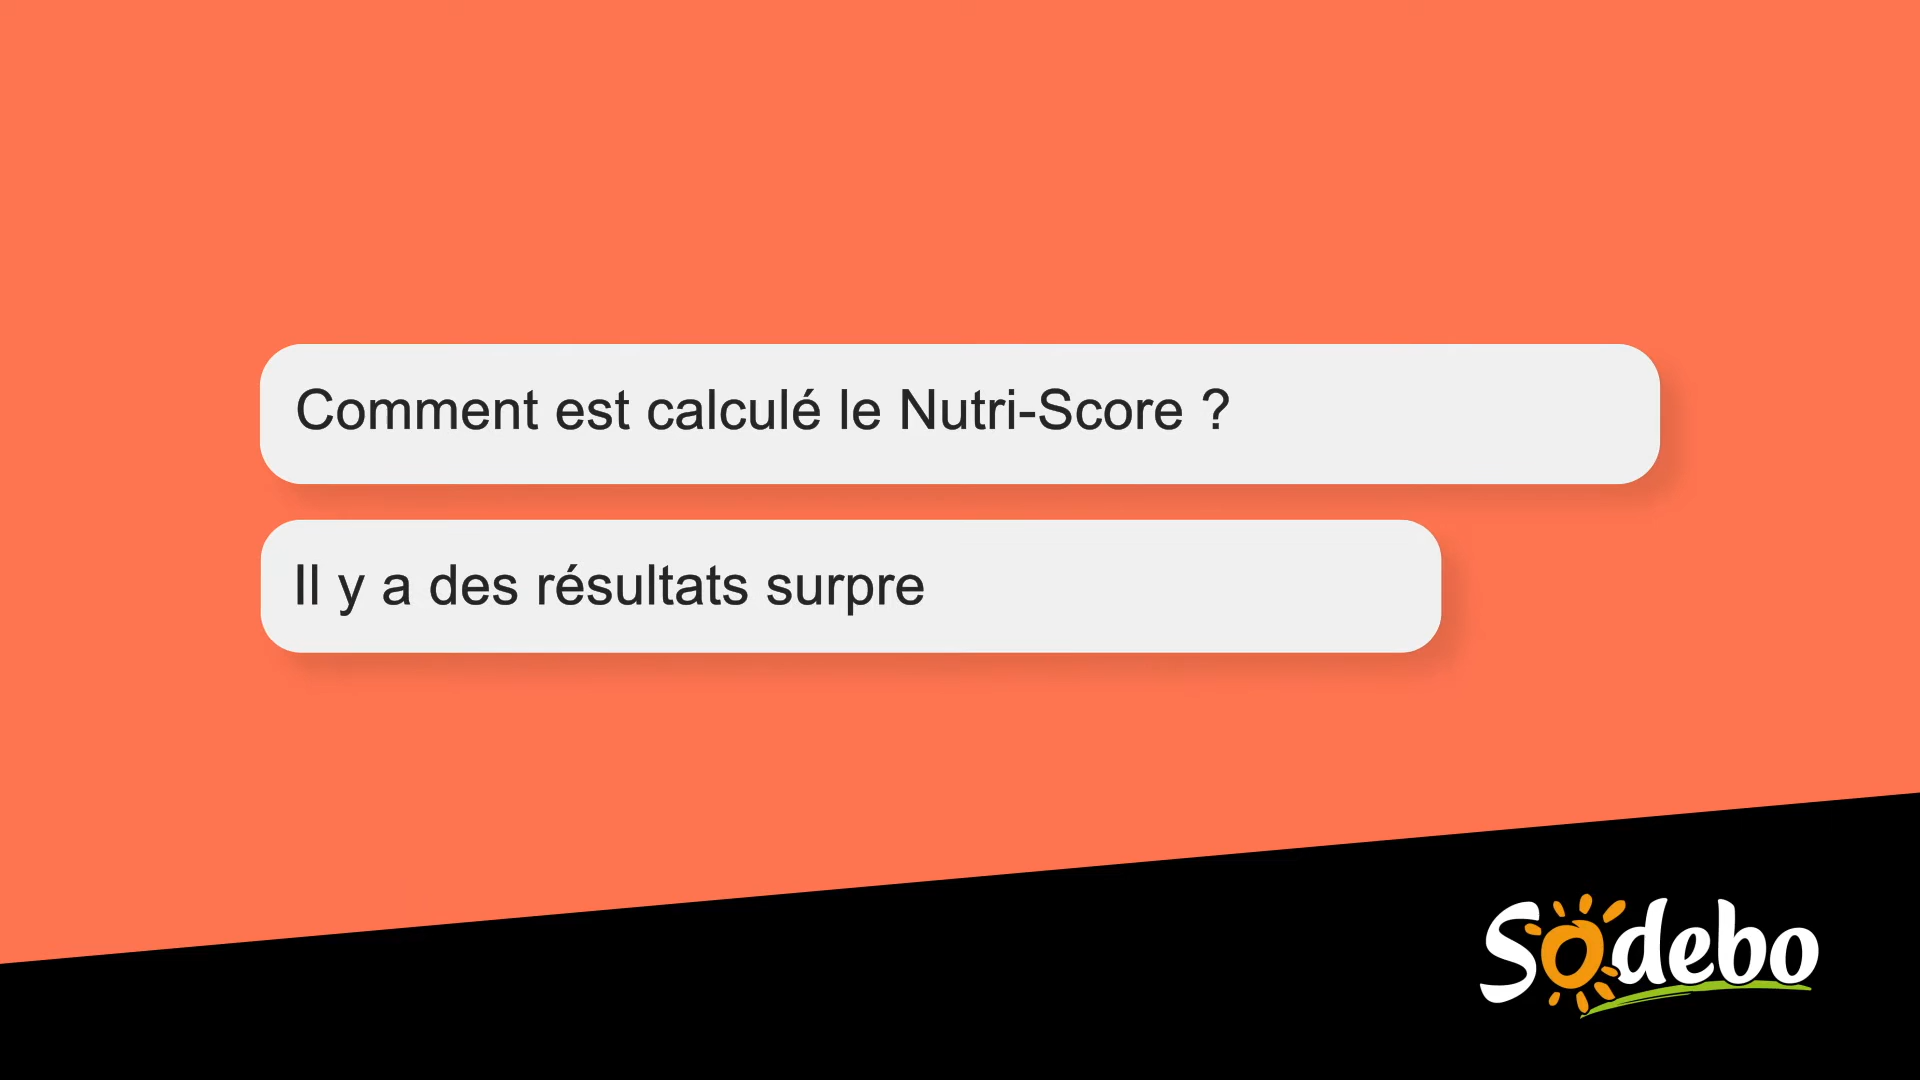 Comment est calculé le Nutri-Score ?
Il y a des résultats surpre
Sodebo